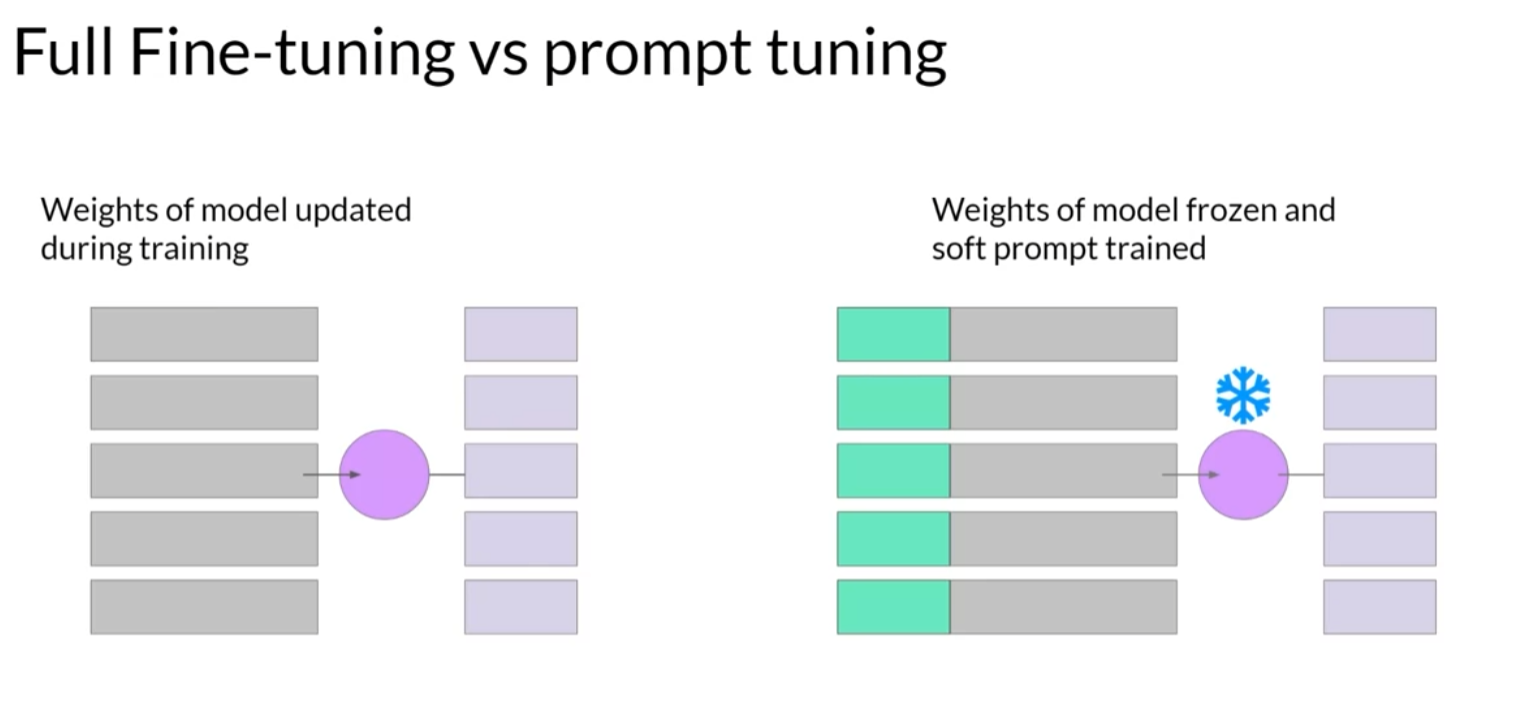 Full Fine-tuning vs prompt tuning
Weights of model updated
during training
Weights of model frozen and
soft prompt trained